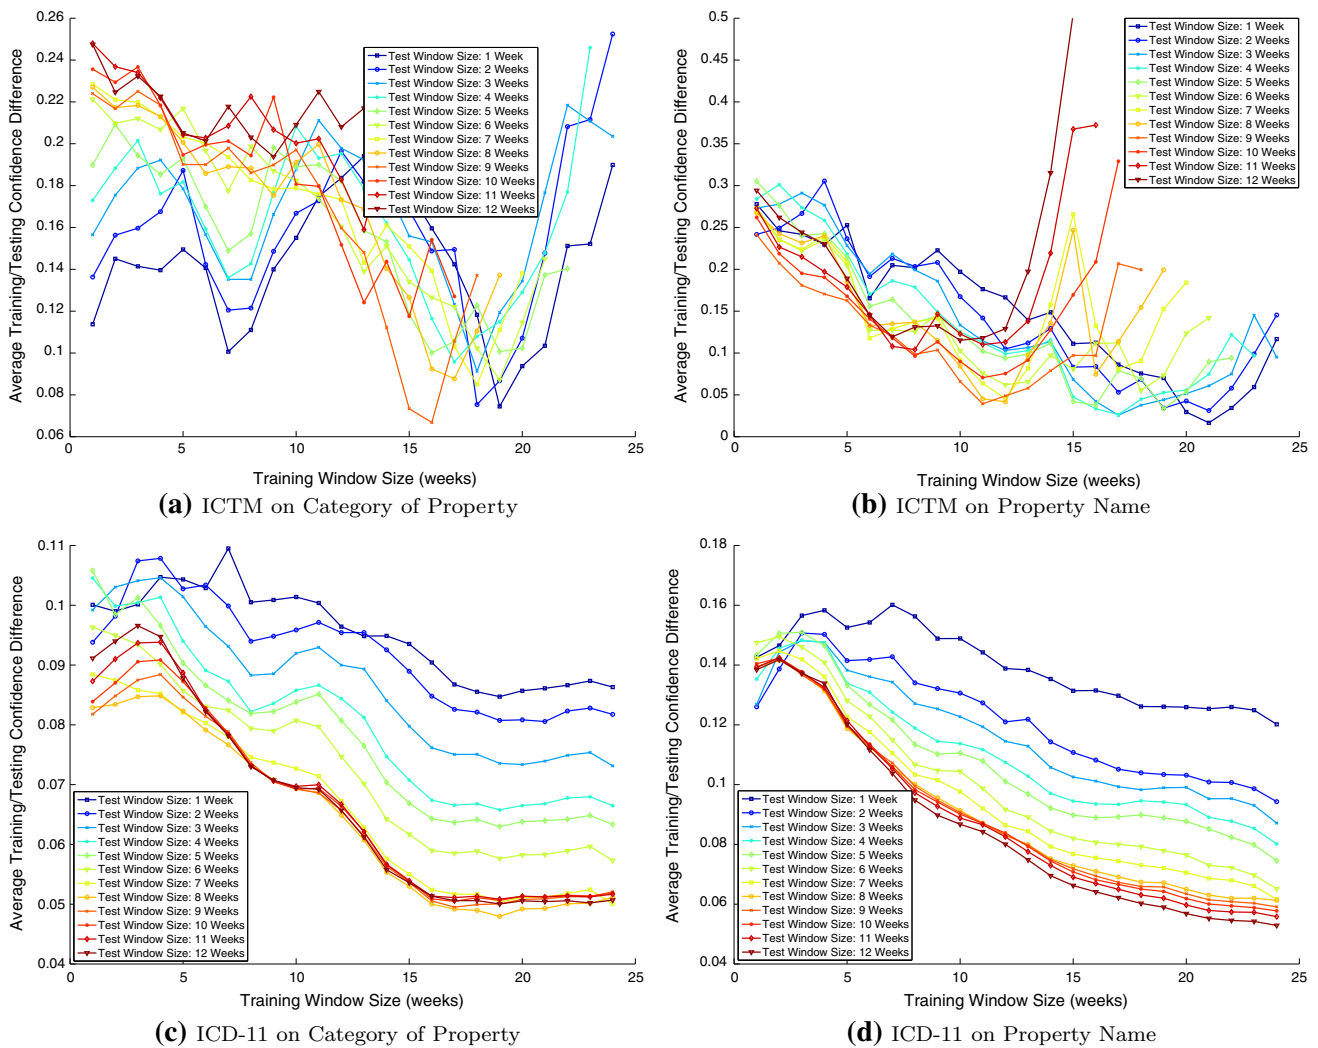 0.26
0.24
0.22
0.2
0.18
0.16
0.14
0.12
0.1
0.08
0.06
Average Training/Testing Confidence Difference
Test Window Size: 1 Week
Test Window Size: 2 Weeks
Test Window Size: 3 Weeks
Test Window Size: 4 Weeks
Test Window Size: 5 Weeks
Test Window Size: 6 Weeks
Test Window Size: 7 Weeks
Test Window Size: 8 Weeks
Test Window Size: 9 Weeks
Test Window Size: 10 Weeks
Test Window Size: 11 Weeks
Test Window Size: 12 Weeks
0 5 10 15 20 25
Training Window Size (weeks)
(a) ICTM on Category of Property
0.5
0.45
0.4
0.35
0.3
0.25
0.2
0.15
0.1
0.05
0
Average Training/Testing Confidence Difference
Test Window Size: 1 Week
Test Window Size: 2 Weeks
Test Window Size: 3 Weeks
Test Window Size: 4 Weeks
Test Window Size: 5 Weeks
Test Window Size: 6 Weeks
Test Window Size: 7 Weeks
Test Window Size: 8 Weeks
Test Window Size: 9 Weeks
Test Window Size: 10 Weeks
Test Window Size: 11 Weeks
Test Window Size: 12 Weeks
0 5 10 15 20 25
Training Window Size (weeks)
(b) ICTM on Property Name
0.11
0.1
0.09
0.08
0.07
0.06
0.05
0.04
Average Training/Testing Confidence Difference
Test Window Size: 1 Week
Test Window Size: 2 Weeks
Test Window Size: 3 Weeks
Test Window Size: 4 Weeks
Test Window Size: 5 Weeks
Test Window Size: 6 Weeks
Test Window Size: 7 Weeks
Test Window Size: 8 Weeks
Test Window Size: 9 Weeks
Test Window Size: 10 Weeks
Test Window Size: 11 Weeks
Test Window Size: 12 Weeks
0 5 10 15 20 25
Training Window Size (weeks)
(c) ICD-11 on Category of Property
0.18
0.16
0.14
0.12
0.1
0.08
0.06
0.04
Average Training/Testing Confidence Difference
Test Window Size: 1 Week
Test Window Size: 2 Weeks
Test Window Size: 3 Weeks
Test Window Size: 4 Weeks
Test Window Size: 5 Weeks
Test Window Size: 6 Weeks
Test Window Size: 7 Weeks
Test Window Size: 8 Weeks
Test Window Size: 9 Weeks
Test Window Size: 10 Weeks
Test Window Size: 11 Weeks
Test Window Size: 12 Weeks
0 5 10 15 20 25
Training Window Size (weeks)
(d) ICD-11 on Property Name